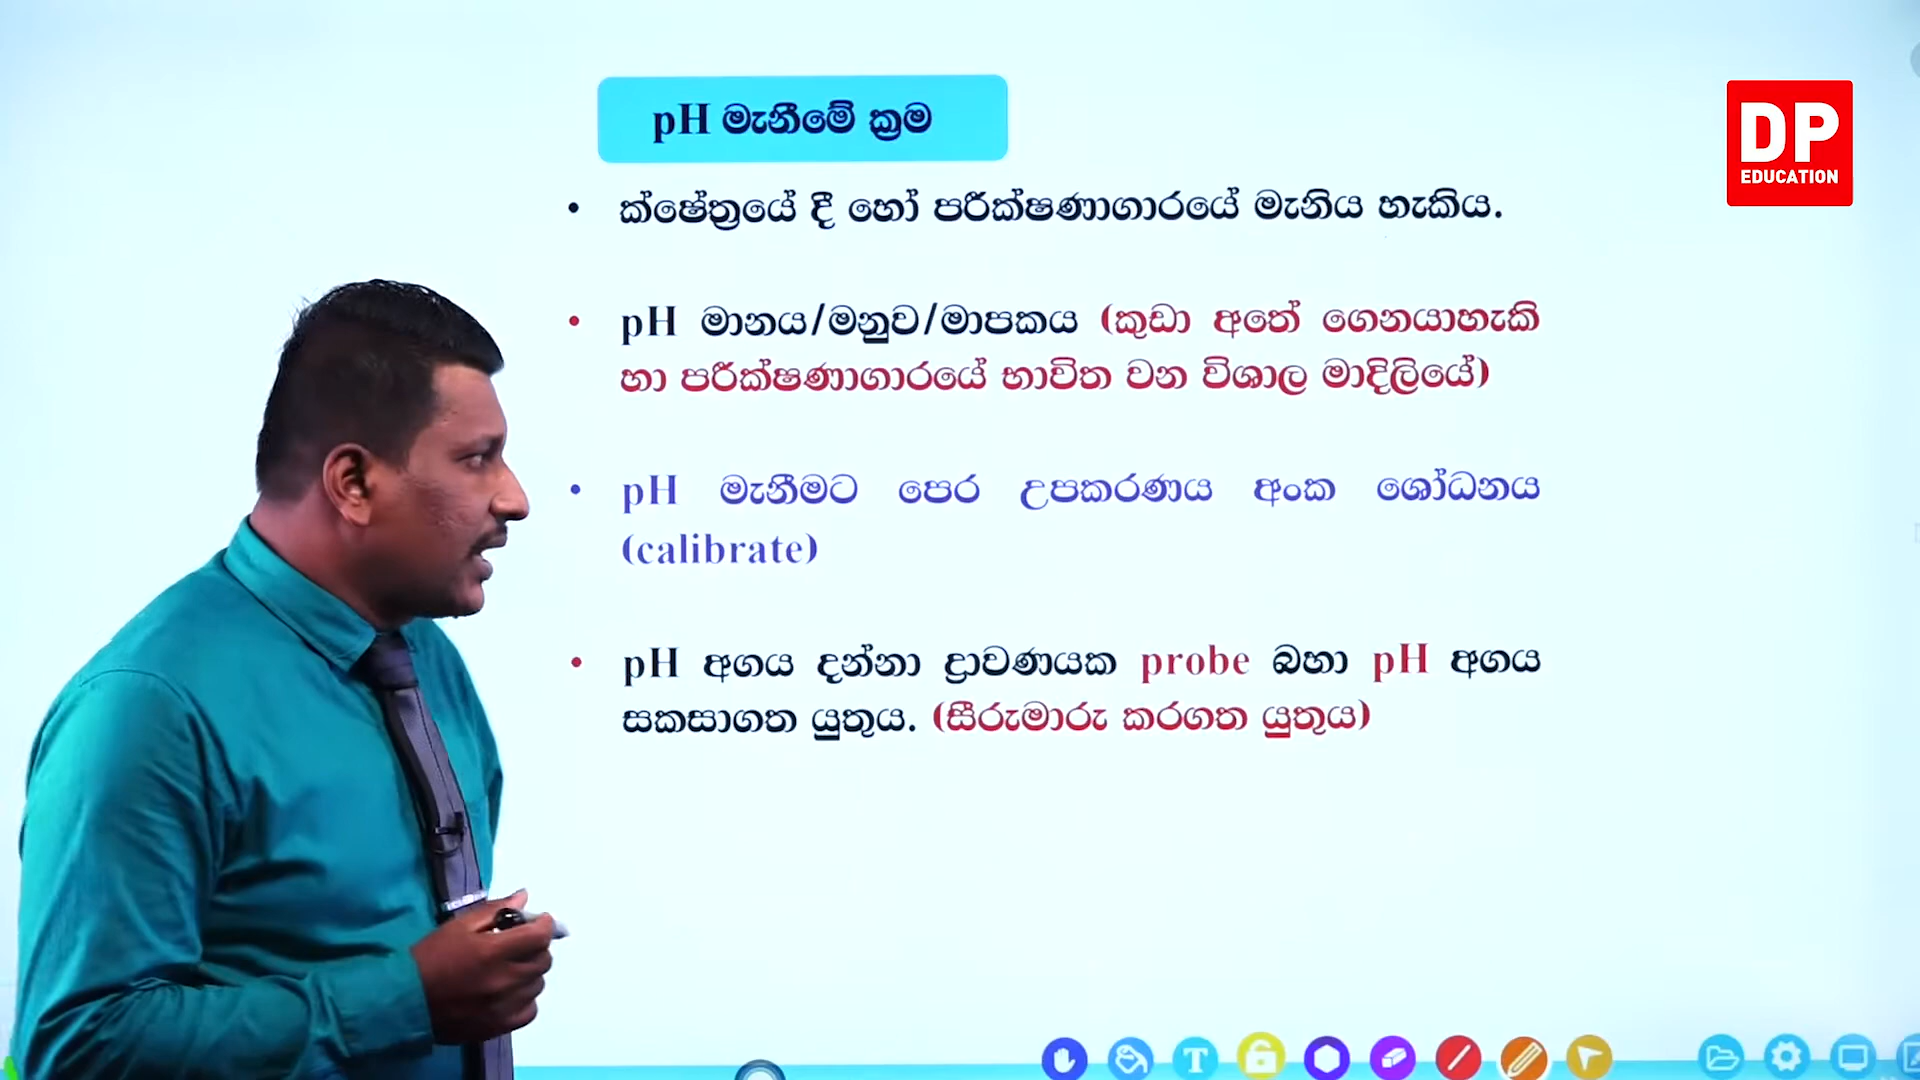 pH මැනීමේ ක්‍රම
DP
EDUCATION
• ක්ෂේත්‍රයේ දී හෝ පරීක්ෂණාගාරයේ මැනිය හැකිය.
• pH මානය/මනුව/මාපකය (කුඩා අතේ ගෙනයාහැකි
හා පරීක්ෂණාගාරයේ භාවිත වන විශාල මාදිලියේ)
• pH මැනීමට පෙර උපකරණය අංක ශෝධනය
(calibrate)
• pH අගය දන්නා ද්‍රාවණයක probe බහා pH අගය
සකසාගත යුතුය. (සීරුමාරු කරගත යුතුය)
T